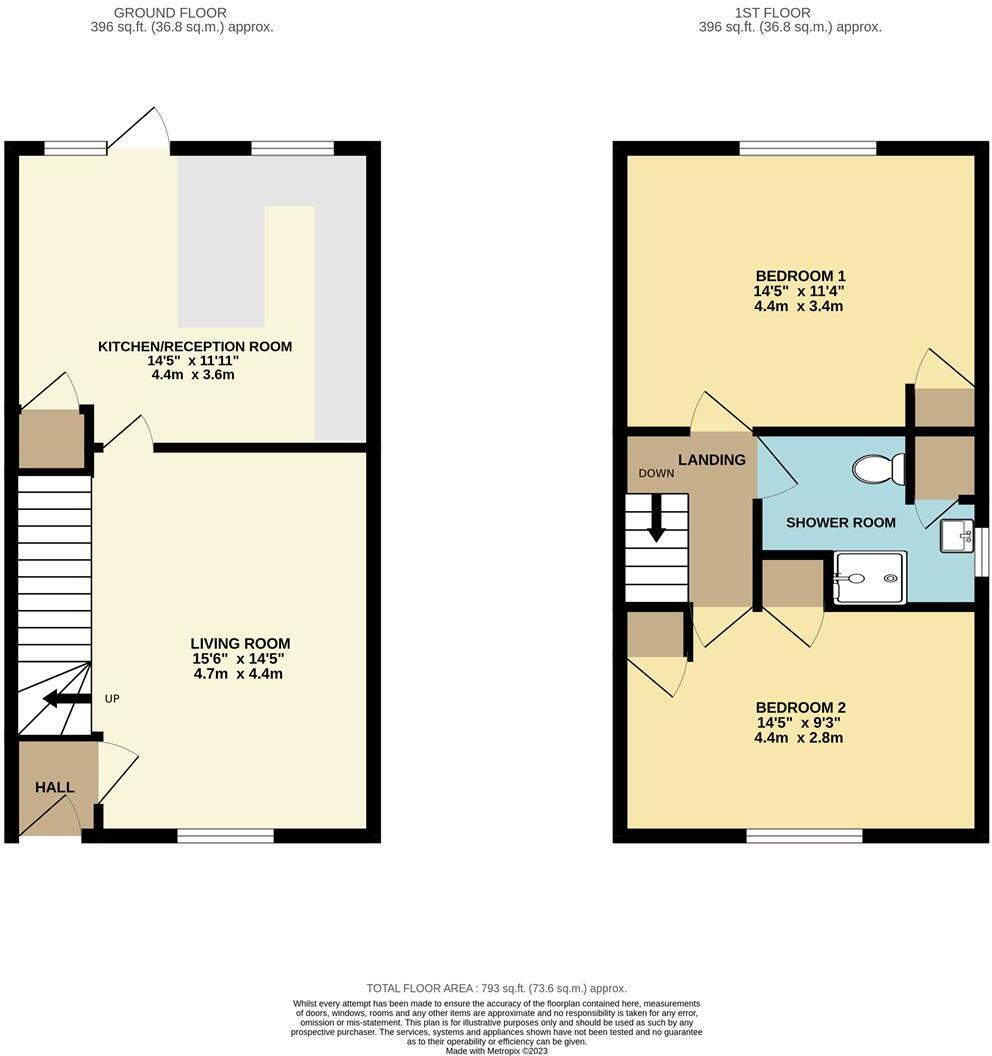 GROUND FLOOR
396 sq.ft. (36.8 sq.m.) approx.
1ST FLOOR
396 sq.ft. (36.8 sq.m.) approx.
KITCHEN/RECEPTION ROOM
14'5" x 11'11"
4.4m x 3.6m
LIVING ROOM
15'6" x 14'5"
4.7m x 4.4m
UP
HALL
BEDROOM 1
14'5" x 11'4"
4.4m x 3.4m
LANDING
DOWN
SHOWER ROOM
BEDROOM 2
14'5" x 9'3"
4.4m x 2.8m
TOTAL FLOOR AREA : 793 sq.ft. (73.6 sq.m.) approx.
Whilst every attempt has been made to ensure the accuracy of the floorplan contained here, measurements
of doors, windows, rooms and any other items are approximate and no responsibility is taken for any error,
omission or mis-statement. This plan is for illustrative purposes only and should be used as such by any
prospective purchaser. The services, systems and appliances shown have not been tested and no guarantee
as to their operability or efficiency can be given.
Made with Metropix ©2023